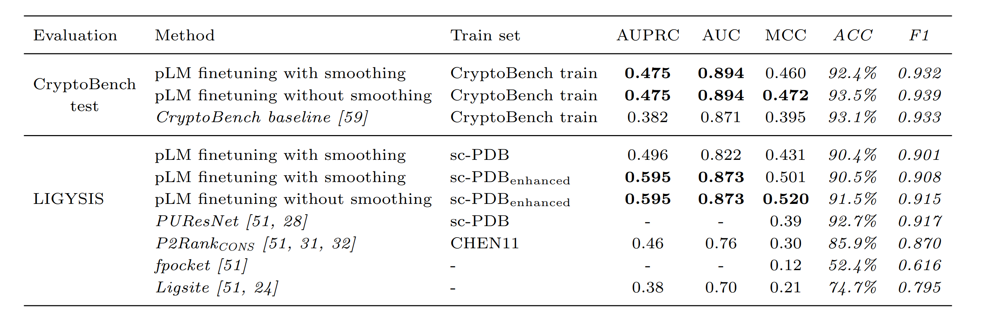 Evaluation Method Train set AUPRC AUC MCC ACC F1
CryptoBench test
pLM finetuning with smoothing CryptoBench train 0.475 0.894 0.460 92.4% 0.932
pLM finetuning without smoothing CryptoBench train 0.475 0.894 0.472 93.5% 0.939
CryptoBench baseline [59] CryptoBench train 0.382 0.871 0.395 93.1% 0.933
LIGYSIS
pLM finetuning with smoothing sc-PDB 0.496 0.822 0.431 90.4% 0.901
pLM finetuning with smoothing sc-PDBenhanced 0.595 0.873 0.501 90.5% 0.908
pLM finetuning without smoothing sc-PDBenhanced 0.595 0.873 0.520 91.5% 0.915
PUResNet [51, 28] sc-PDB - - 0.39 92.7% 0.917
P2RankCONS [51, 31, 32] CHEN11 0.46 0.76 0.30 85.9% 0.870
fpocket [51] - - - 0.12 52.4% 0.616
Ligsite [51, 24] - 0.38 0.70 0.21 74.7% 0.795